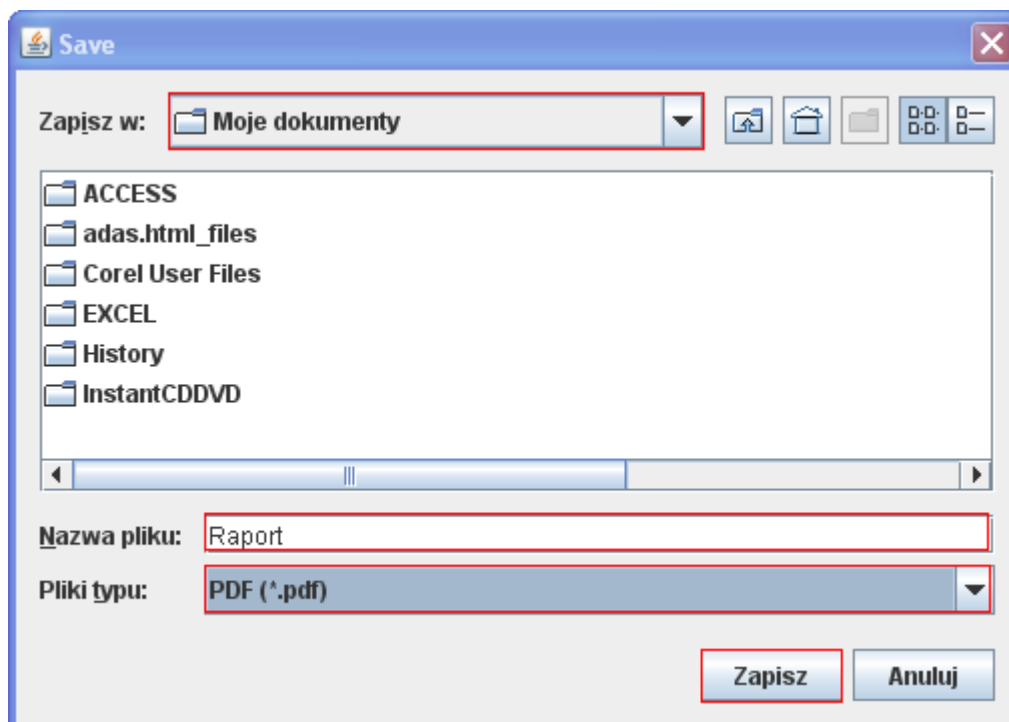 Save
Zapisz w: Moje dokumenty
ACCESS
adas.html_files
Corel User Files
EXCEL
History
InstantCDDVD
Nazwa pliku: Raport
Pliki typu: PDF (*.pdf)
Zapisz Anuluj